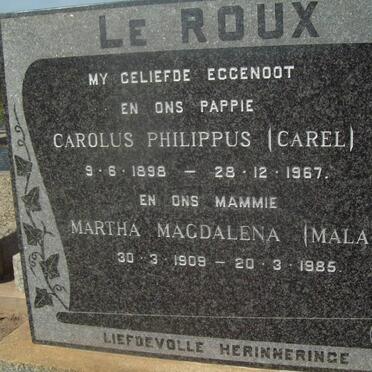 LE ROUX
MY GELIEFDE EGGENOOT
EN ONS PAPPIE
CAROLUS PHILIPPUS (CAREL)
9·6·1898 — 28·12·1967.
EN ONS MAMMIE
MARTHA MAGDALENA (MALA
30·3·1909 — 20·3·1985
LIEFDEVOLLE HERINNERINGE